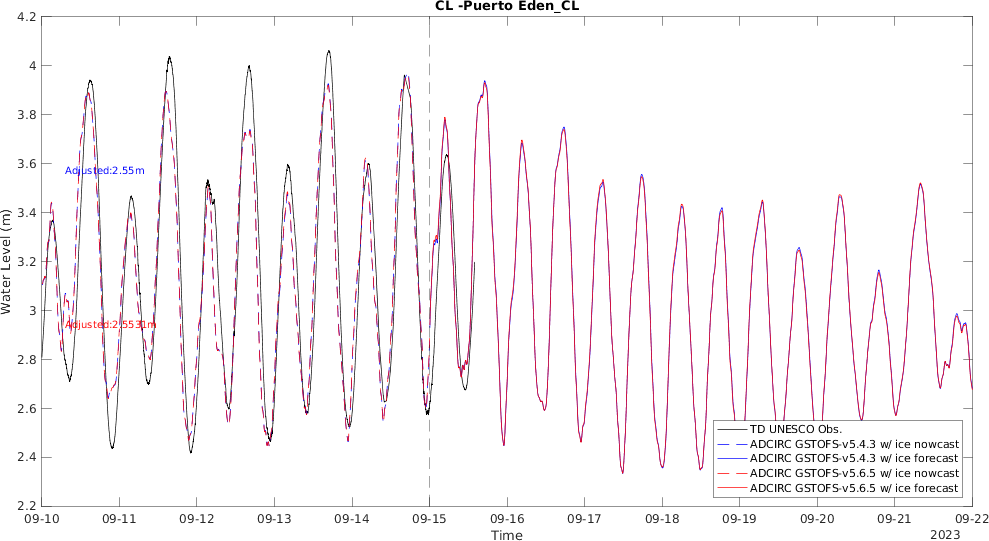 CL -Puerto Eden_CL
Water Level (m)
4.2
4
3.8
3.6
3.4
3.2
3
2.8
2.6
2.4
2.2
Adjusted:2.55m
Adjusted:2.5531m
TD UNESCO Obs.
ADCIRC GSTOFS-v5.4.3 w/ ice nowcast
ADCIRC GSTOFS-v5.4.3 w/ ice forecast
ADCIRC GSTOFS-v5.6.5 w/ ice nowcast
ADCIRC GSTOFS-v5.6.5 w/ ice forecast
09-10 09-11 09-12 09-13 09-14 09-15 09-16 09-17 09-18 09-19 09-20 09-21 09-22
Time
2023